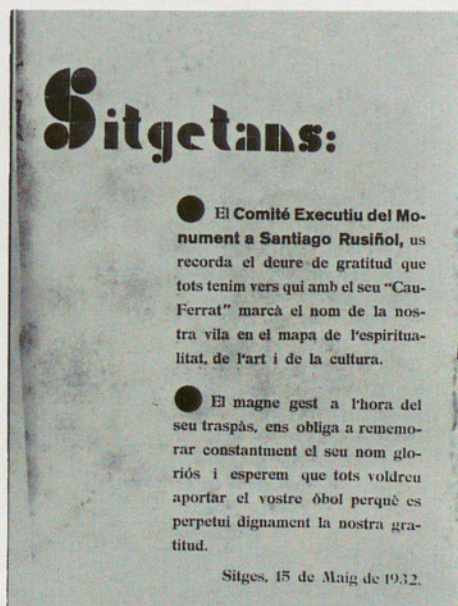 Sitgetans:
● El Comité Executiu del Mo-
nument a Santiago Rusiñol, us
recorda el deure de gratitud que
tots tenim vers qui amb el seu “Cau-
Ferrat” marcà el nom de la nos-
tra vila en el mapa de l'espiritua-
litat, de l'art i de la cultura.
● El magne gest a l'hora del
seu traspàs, ens obliga a rememo-
rar constantment el seu nom glo-
riós i esperem que tots voldreu
aportar el vostre òbol perquè es
perpetui dignament la nostra gra-
titud.
Sitges, 15 de Maig de 1932.